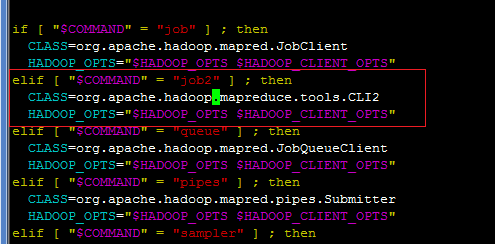 if [ "$COMMAND" = "job" ] ; then
  CLASS=org.apache.hadoop.mapred.JobClient
  HADOOP_OPTS="$HADOOP_OPTS $HADOOP_CLIENT_OPTS"
elif [ "$COMMAND" = "job2" ] ; then
  CLASS=org.apache.hadoop.mapreduce.tools.CLI2
  HADOOP_OPTS="$HADOOP_OPTS $HADOOP_CLIENT_OPTS"
elif [ "$COMMAND" = "queue" ] ; then
  CLASS=org.apache.hadoop.mapred.JobQueueClient
  HADOOP_OPTS="$HADOOP_OPTS $HADOOP_CLIENT_OPTS"
elif [ "$COMMAND" = "pipes" ] ; then
  CLASS=org.apache.hadoop.mapred.pipes.Submitter
  HADOOP_OPTS="$HADOOP_OPTS $HADOOP_CLIENT_OPTS"
elif [ "$COMMAND" = "sampler" ] ; then